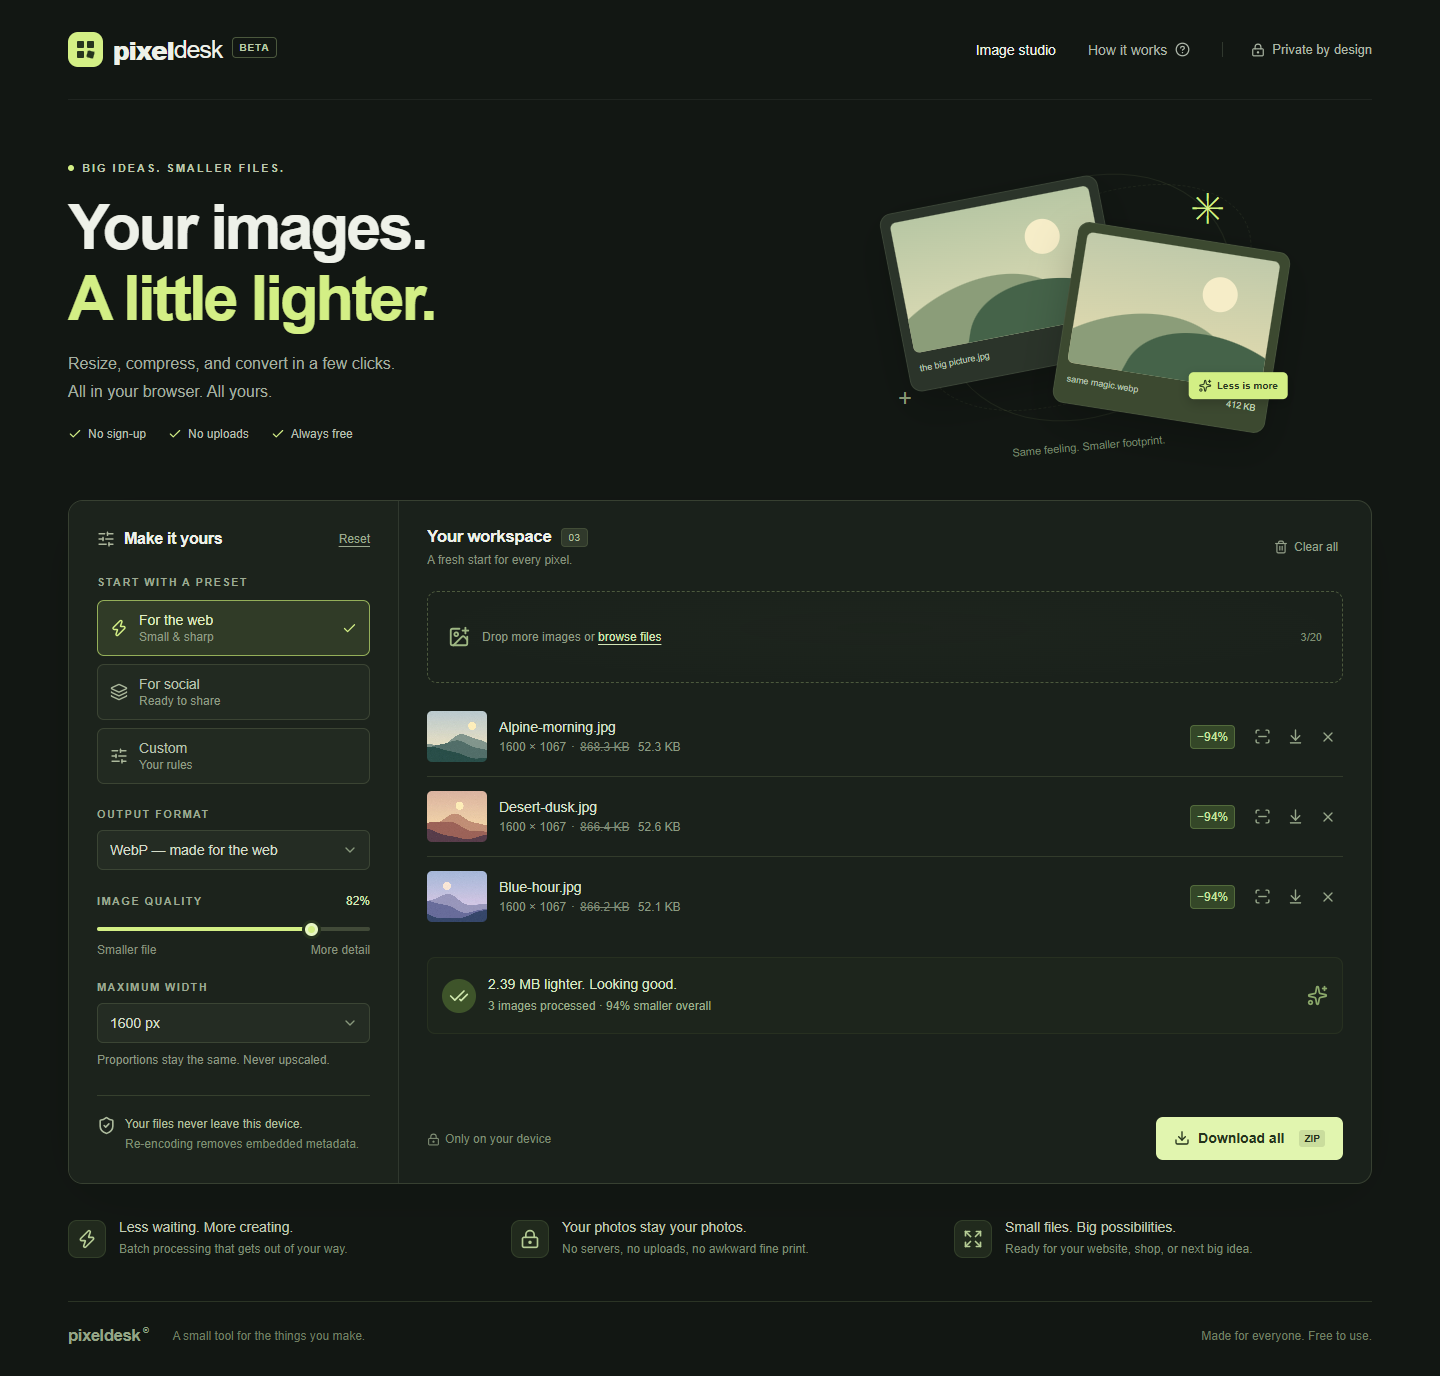 pixeldesk BETA
Image studio How it works Private by design
BIG IDEAS. SMALLER FILES.
Your images.
A little lighter.
Resize, compress, and convert in a few clicks.
All in your browser. All yours.
No sign-up No uploads Always free
the big picture.jpg
same magic.webp
Less is more
412 KB
Same feeling. Smaller footprint.
Make it yours Reset
START WITH A PRESET
For the web
Small & sharp
For social
Ready to share
Custom
Your rules
OUTPUT FORMAT
WebP — made for the web
IMAGE QUALITY 82%
Smaller file More detail
MAXIMUM WIDTH
1600 px
Proportions stay the same. Never upscaled.
Your files never leave this device.
Re-encoding removes embedded metadata.
Your workspace 03
A fresh start for every pixel.
Clear all
Drop more images or browse files 3/20
Alpine-morning.jpg
1600 × 1067 · 868.3 KB 52.3 KB
−94%
Desert-dusk.jpg
1600 × 1067 · 866.4 KB 52.6 KB
−94%
Blue-hour.jpg
1600 × 1067 · 866.2 KB 52.1 KB
−94%
2.39 MB lighter. Looking good.
3 images processed · 94% smaller overall
Only on your device
Download all ZIP
Less waiting. More creating.
Batch processing that gets out of your way.
Your photos stay your photos.
No servers, no uploads, no awkward fine print.
Small files. Big possibilities.
Ready for your website, shop, or next big idea.
pixeldesk® A small tool for the things you make.
Made for everyone. Free to use.